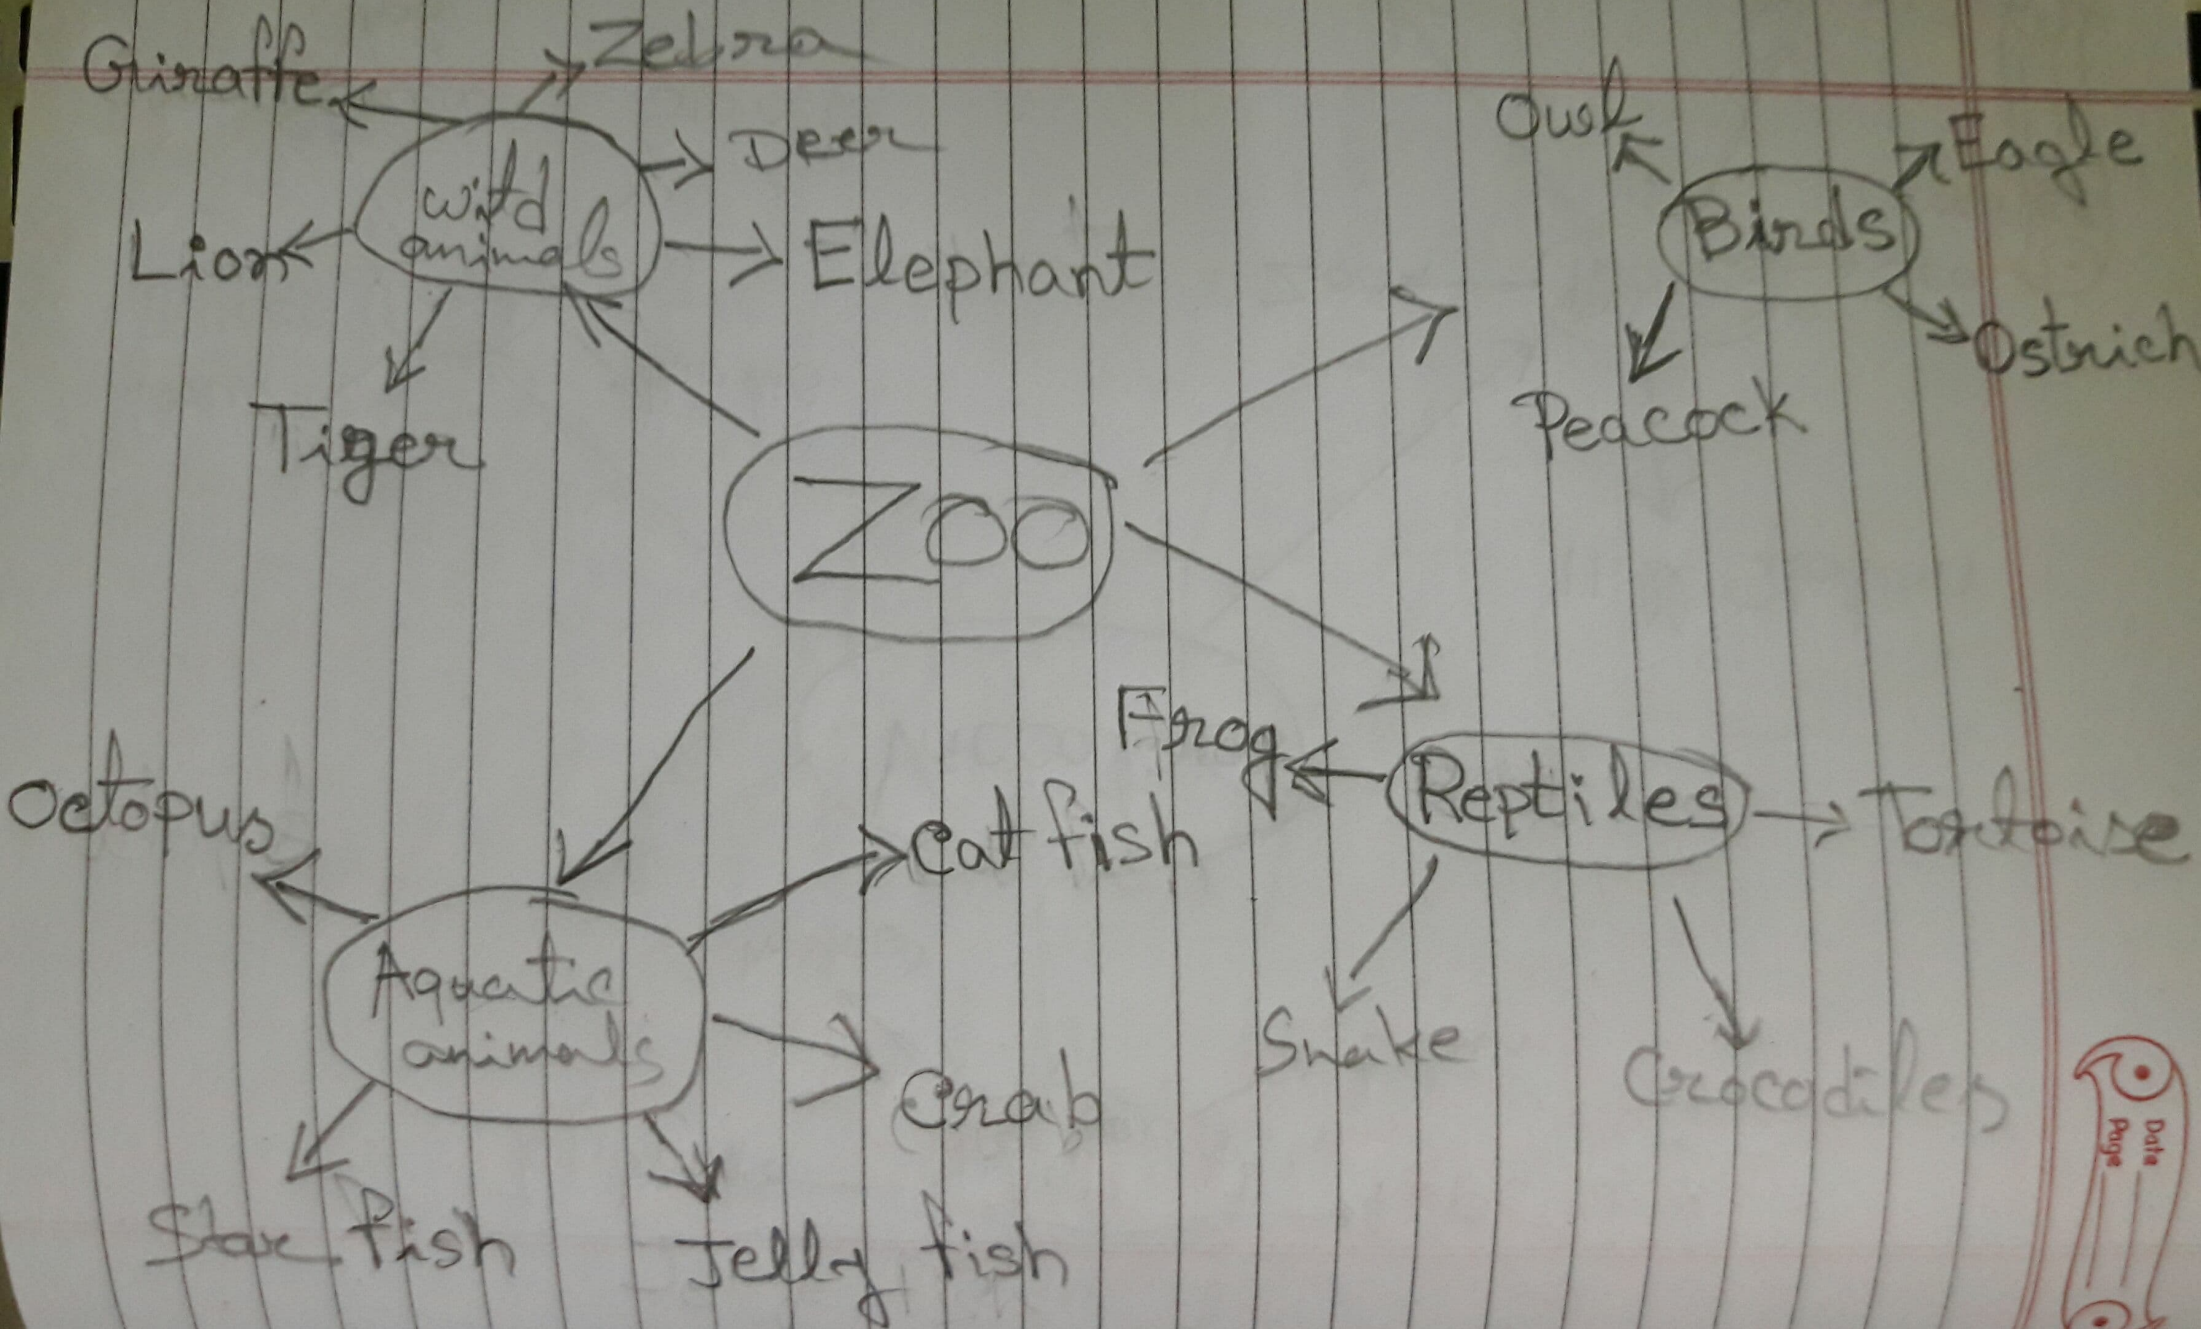 Giraffe
Zebra
Deer
wild
animals
Lion
Elephant
Tiger
Owl
Eagle
Birds
Ostrich
Peacock
ZOO
Frog
Reptiles
Tortoise
Snake
Crocodiles
Octopus
Cat fish
Aquatic
animals
Crab
Star fish
Jelly fish
Date
Page